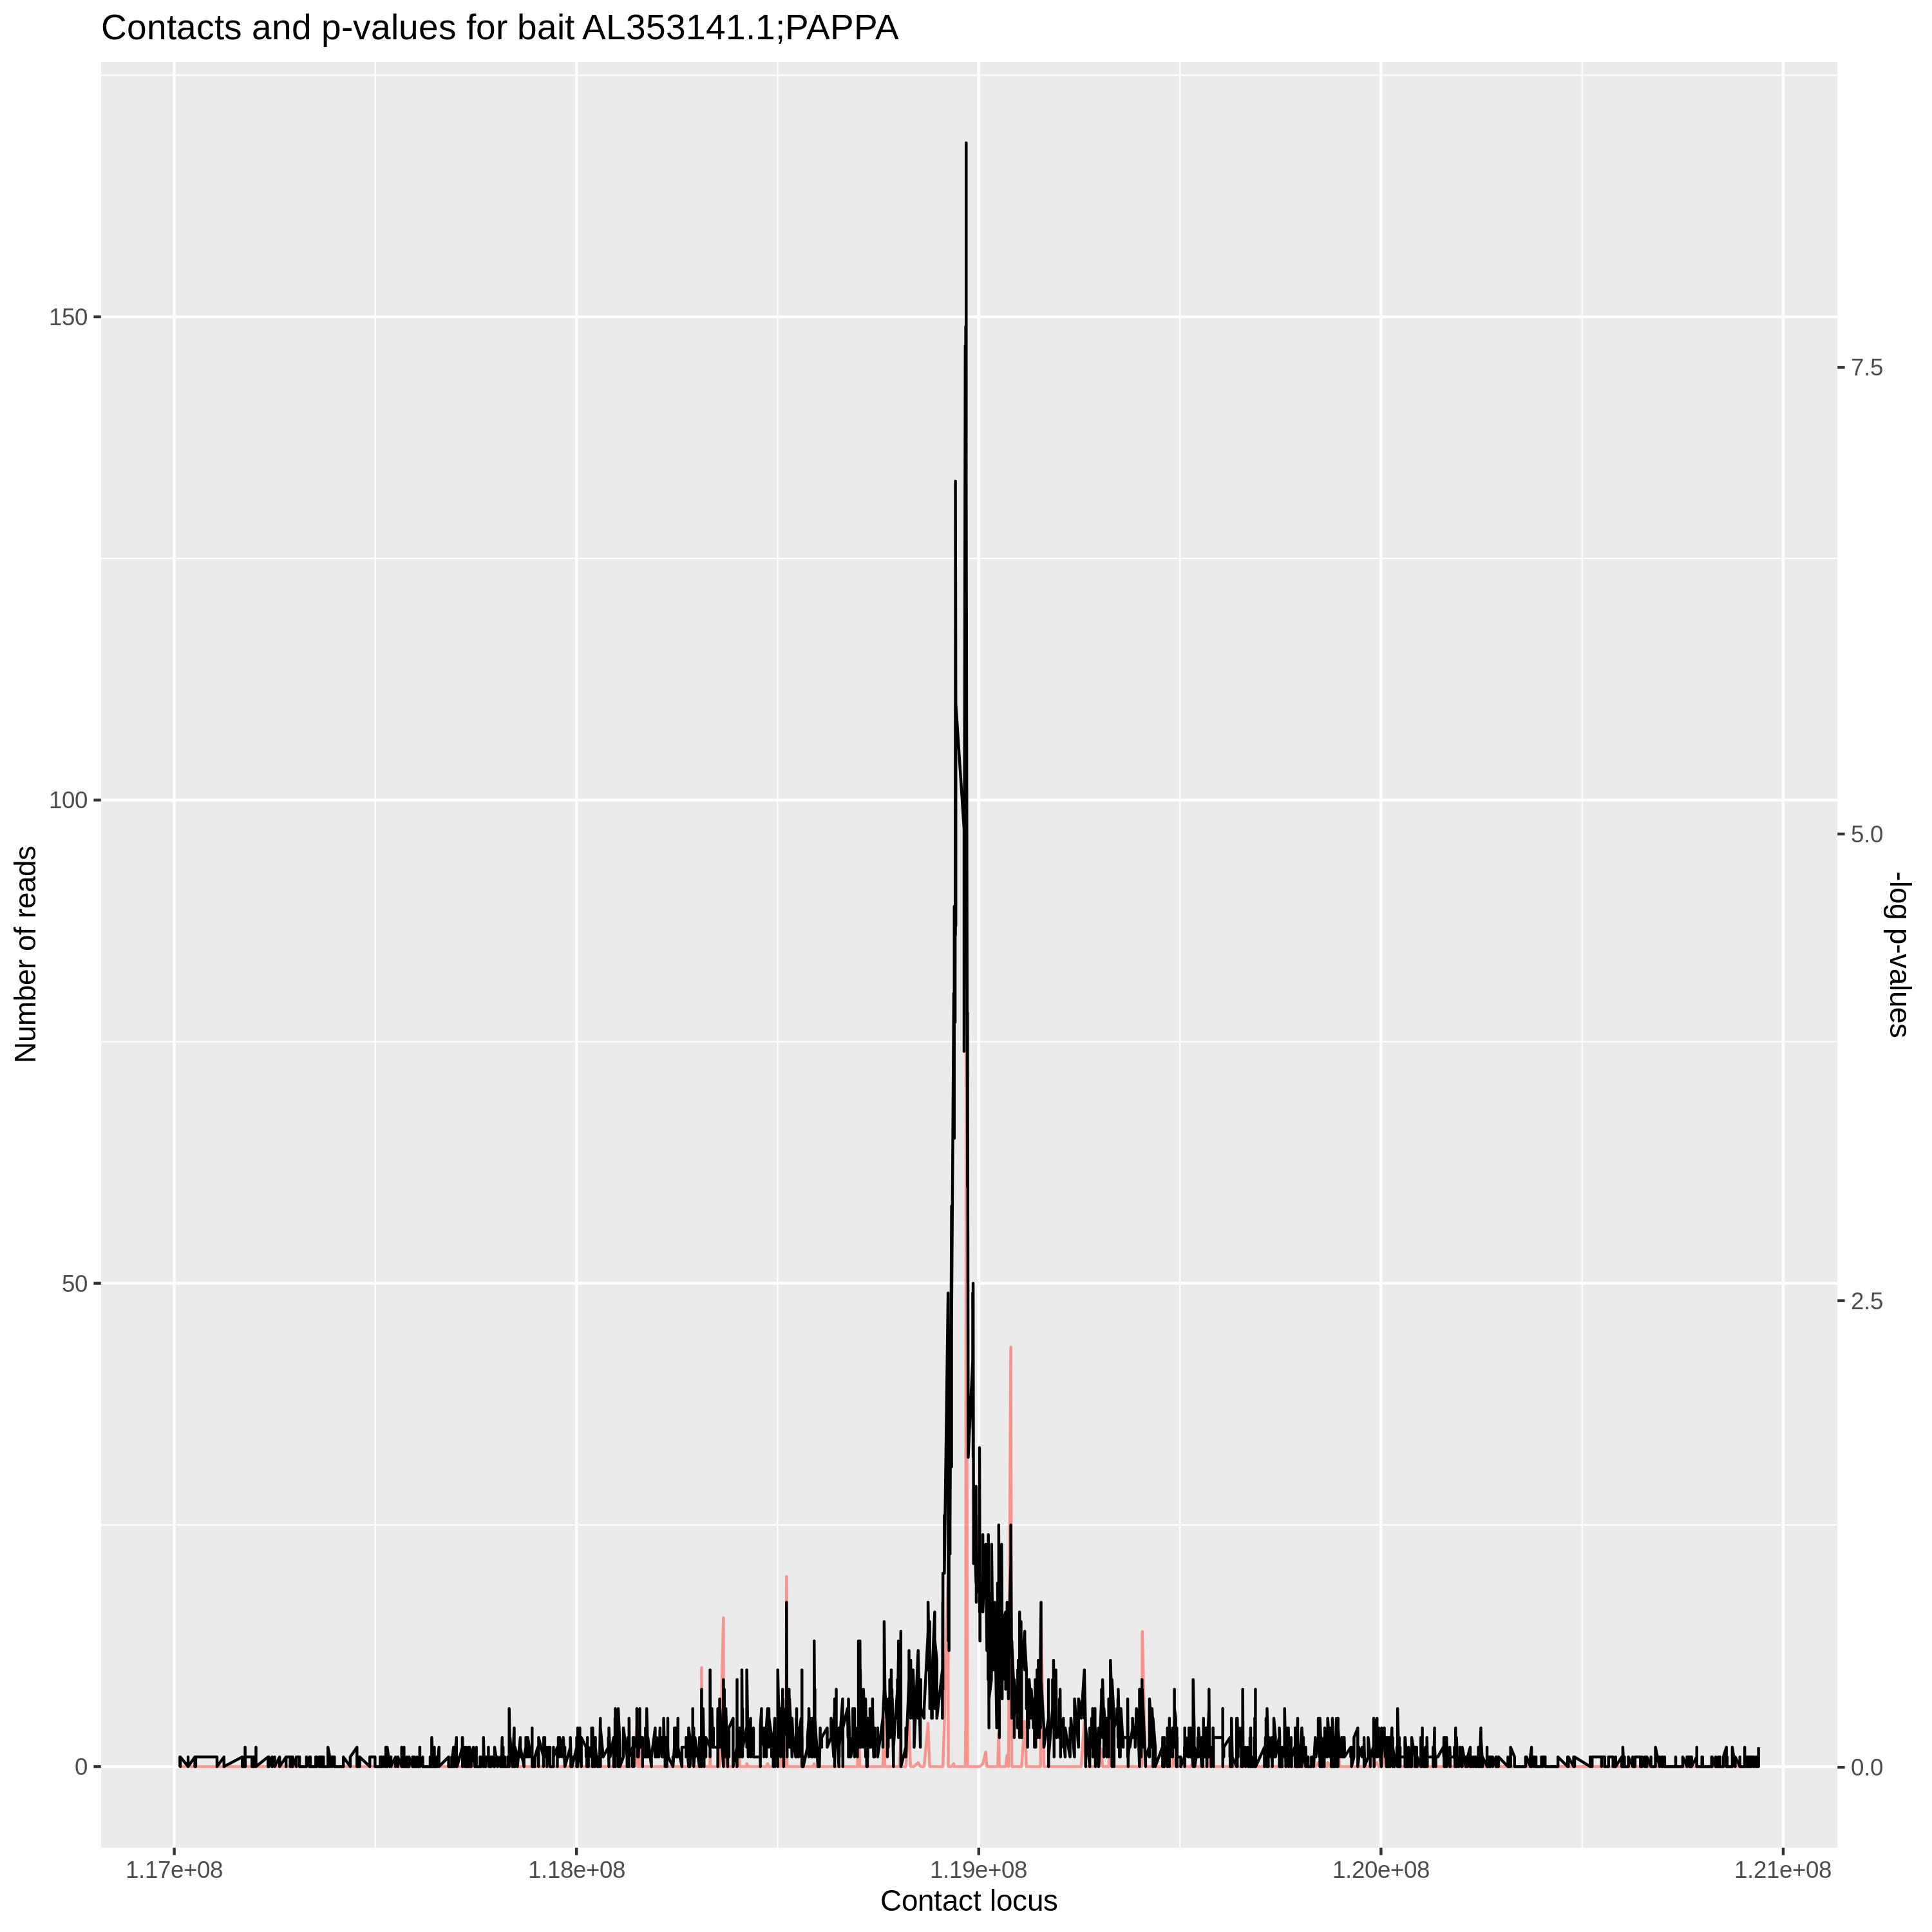 Contacts and p-values for bait AL353141.1;PAPPA
150
100
50
0
Number of reads
7.5
5.0
2.5
0.0
-log p-values
1.17e+08
1.18e+08
1.19e+08
1.20e+08
1.21e+08
Contact locus